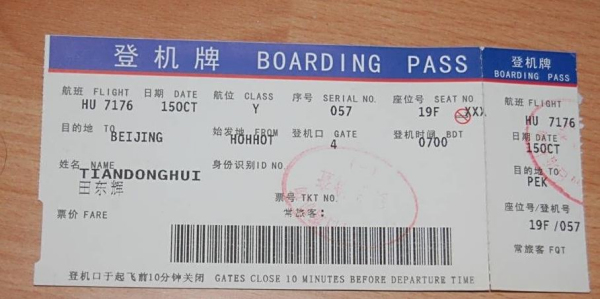 登机牌 BOARDING PASS
航班 FLIGHT 日期 DATE 航位 CLASS 序号 SERIAL NO. 座位号 SEAT NO.
HU 7176 15OCT Y 057 19F XXX
目的地 TO 始发地 FROM 登机口 GATE 登机时间 BDT
BEIJING HOHHOT 4 0700
姓名 NAME 身份识别 ID NO.
TIANDONGHUI
田东辉
票号 TKT NO.
票价 FARE 常旅客:
登机口于起飞前10分钟关闭 GATES CLOSE 10 MINUTES BEFORE DEPARTURE TIME
登机牌
BOARDING PASS
航班 FLIGHT
HU 7176
日期 DATE
15OCT
目的地 TO
PEK
座位号/登机号
19F /057
常旅客 FQT